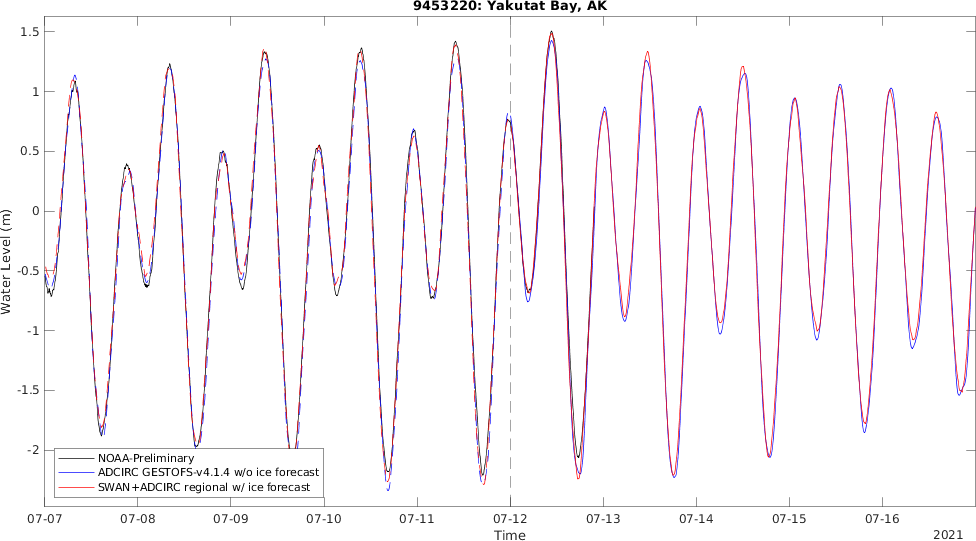 9453220: Yakutat Bay, AK
1.5
1
0.5
0
-0.5
-1
-1.5
-2
Water Level (m)
NOAA-Preliminary
ADCIRC GESTOFS-v4.1.4 w/o ice forecast
SWAN+ADCIRC regional w/ ice forecast
07-07 07-08 07-09 07-10 07-11 07-12 07-13 07-14 07-15 07-16
Time
2021